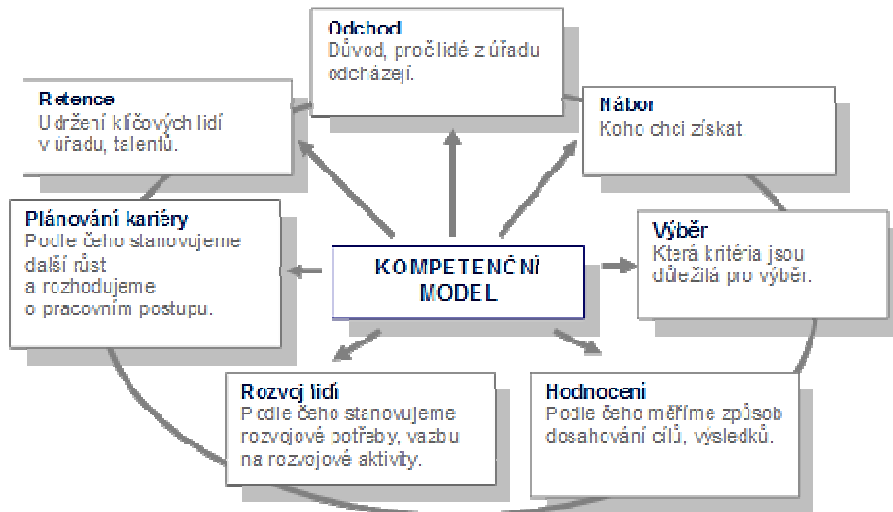 Odchod
Důvod, proč lidé z úřadu
odcházejí.
Retence
Udržení klíčových lidí
v úřadu, talentů.
Nábor
Koho chci získat
Plánování kariéry
Podle čeho stanovujeme
další růst
a rozhodujeme
o pracovním postupu.
KOMPETENČNÍ
MODEL
Výběr
Která kritéria jsou
důležitá pro výběr.
Rozvoj lidí
Podle čeho stanovujeme
rozvojové potřeby, vazbu
na rozvojové aktivity.
Hodnocení
Podle čeho měříme způsob
dosahování cílů, výsledků.